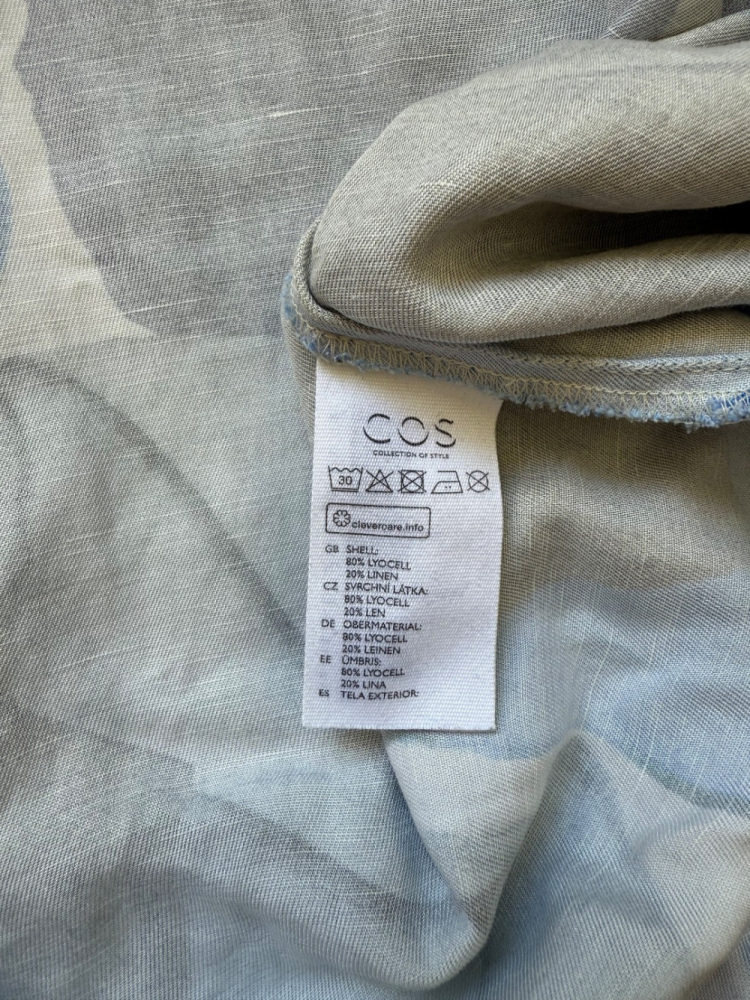 COS
COLLECTION OF STYLE
30
clevercare.info
GB SHELL:
80% LYOCELL
20% LINEN
CZ SVRCHNÍ LÁTKA:
80% LYOCELL
20% LEN
DE OBERMATERIAL:
80% LYOCELL
20% LEINEN
EE ÜMBRIS:
80% LYOCELL
20% LINA
ES TELA EXTERIOR: